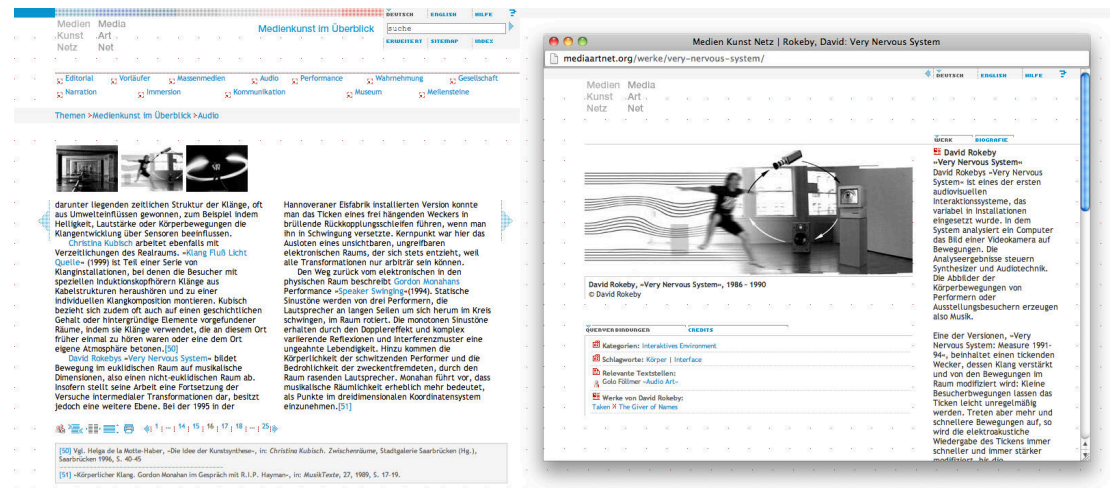 DEUTSCH ENGLISH HILFE ?
Medien Media
Kunst Art
Netz Net
Medienkunst im Überblick
suche
ERWEITERT SITEMAP INDEX
Editorial Vorläufer Massenmedien Audio Performance Wahrnehmung Gesellschaft
Narration Immersion Kommunikation Museum Meilensteine
Themen >Medienkunst im Überblick >Audio
darunter liegenden zeitlichen Struktur der Klänge, oft
aus Umwelteinflüssen gewonnen, zum Beispiel indem
Helligkeit, Lautstärke oder Körperbewegungen die
Klangentwicklung über Sensoren beeinflussen.
Christina Kubisch arbeitet ebenfalls mit
Verzeitlichungen des Realraums. »Klang Fluß Licht
Quelle« (1999) ist Teil einer Serie von
Klanginstallationen, bei denen die Besucher mit
speziellen Induktionskopfhörern Klänge aus
Kabelstrukturen heraushören und zu einer
individuellen Klangkomposition montieren. Kubisch
bezieht sich zudem oft auch auf einen geschichtlichen
Gehalt oder hintergründige Elemente vorgefundener
Räume, indem sie Klänge verwendet, die an diesem Ort
früher einmal zu hören waren oder eine dem Ort
eigene Atmosphäre betonen.[50]
David Rokebys »Very Nervous System« bildet
Bewegung im euklidischen Raum auf musikalische
Dimensionen, also einen nicht-euklidischen Raum ab.
Insofern stellt seine Arbeit eine Fortsetzung der
Versuche intermedialer Transformationen dar, besitzt
jedoch eine weitere Ebene. Bei der 1995 in der
Hannoveraner Eisfabrik installierten Version konnte
man das Ticken eines frei hängenden Weckers in
brüllende Rückkopplungsschleifen führen, wenn man
ihn in Schwingung versetzte. Kernpunkt war hier das
Ausloten eines unsichtbaren, ungreifbaren
elektronischen Raums, der sich stets entzieht, weil
alle Transformationen nur arbiträr sein können.
Den Weg zurück vom elektronischen in den
physischen Raum beschreibt Gordon Monahans
Performance »Speaker Swinging«(1994). Statische
Sinustöne werden von drei Performern, die
Lautsprecher an langen Seilen um sich herum im Kreis
schwingen, im Raum rotiert. Die monotonen Sinustöne
erhalten durch den Dopplereffekt und komplex
variierende Reflexionen und Interferenzmuster eine
ungeahnte Lebendigkeit. Hinzu kommen die
Körperlichkeit der schwitzenden Performer und die
Bedrohlichkeit der zweckentfremdeten, durch den
Raum rasenden Lautsprecher. Monahan führt vor, dass
musikalische Räumlichkeit erheblich mehr bedeutet,
als Punkte im dreidimensionalen Koordinatensystem
einzunehmen.[51]
1 | ... | 14 | 15 | 16 | 17 | 18 | ... | 25
[50] Vgl. Helga de la Motte-Haber, »Die Idee der Kunstsynthese«, in: Christina Kubisch. Zwischenräume, Stadtgalerie Saarbrücken (Hg.),
Saarbrücken 1996, S. 40-45
[51] »Körperlicher Klang. Gordon Monahan im Gespräch mit R.I.P. Hayman«, in: MusikTexte, 27, 1989, S. 17-19.
Medien Kunst Netz | Rokeby, David: Very Nervous System
mediaartnet.org/werke/very-nervous-system/
DEUTSCH ENGLISH HILFE ?
Medien Media
Kunst Art
Netz Net
David Rokeby, »Very Nervous System«, 1986 - 1990
© David Rokeby
QUERVERBINDUNGEN CREDITS
Kategorien: Interactives Environment
Schlagworte: Körper | Interface
Relevante Textstellen:
Golo Föllmer »Audio Art«
Werke von David Rokeby:
Taken X The Giver of Names
WERK BIOGRAFIE
David Rokeby
»Very Nervous System«
David Rokebys »Very Nervous
System« ist eines der ersten
audiovisuellen
Interaktionssysteme, das
variabel in Installationen
eingesetzt wurde. In dem
System analysiert ein Computer
das Bild einer Videokamera auf
Bewegungen. Die
Analyseergebnisse steuern
Synthesizer und Audiotechnik.
Die Abbilder der
Körperbewegungen von
Performern oder
Ausstellungsbesuchern erzeugen
also Musik.
Eine der Versionen, »Very
Nervous System: Measure 1991-
94«, beinhaltet einen tickenden
Wecker, dessen Klang verstärkt
und von den Bewegungen im
Raum modifiziert wird: Kleine
Besucherbewegungen lassen das
Ticken leicht unregelmäßig
werden. Treten aber mehr und
schnellere Bewegungen auf, so
wird die elektroakustiche
Wiedergabe des Tickens immer
schneller und immer stärker
modifiziert, bis die